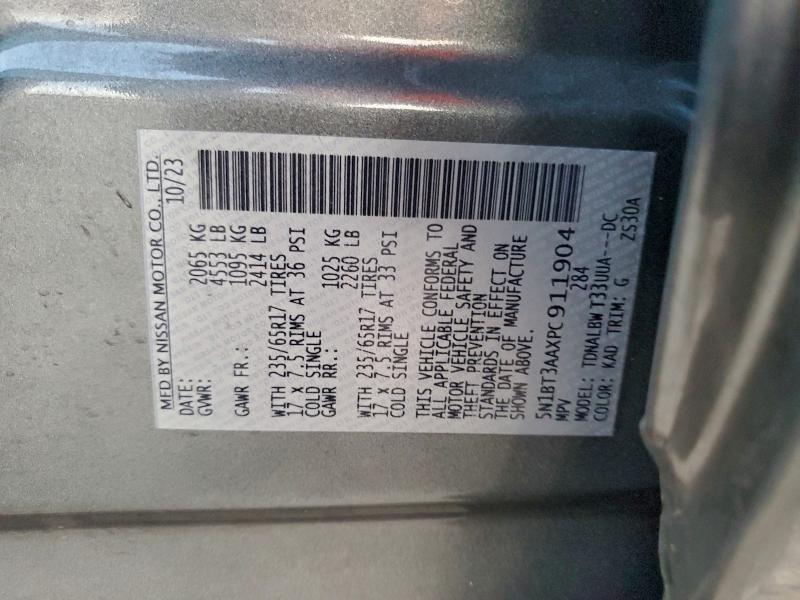 MFD BY NISSAN MOTOR CO., LTD.
DATE: 10/23
GVWR: 2065 KG
4553 LB
GAWR FR.: 1095 KG
2414 LB
WITH 235/65R17 TIRES
17 X 7.5 RIMS AT 36 PSI
COLD SINGLE
GAWR RR.: 1025 KG
2260 LB
WITH 235/65R17 TIRES
17 X 7.5 RIMS AT 33 PSI
COLD SINGLE
THIS VEHICLE CONFORMS TO
ALL APPLICABLE FEDERAL
MOTOR VEHICLE SAFETY AND
THEFT PREVENTION
STANDARDS IN EFFECT ON
THE DATE OF MANUFACTURE
SHOWN ABOVE.
5N1BT3AAXPC911904
MPV 284
MODEL: TDNALBW T33UUA---DC
COLOR: KAD TRIM: G ZS30A